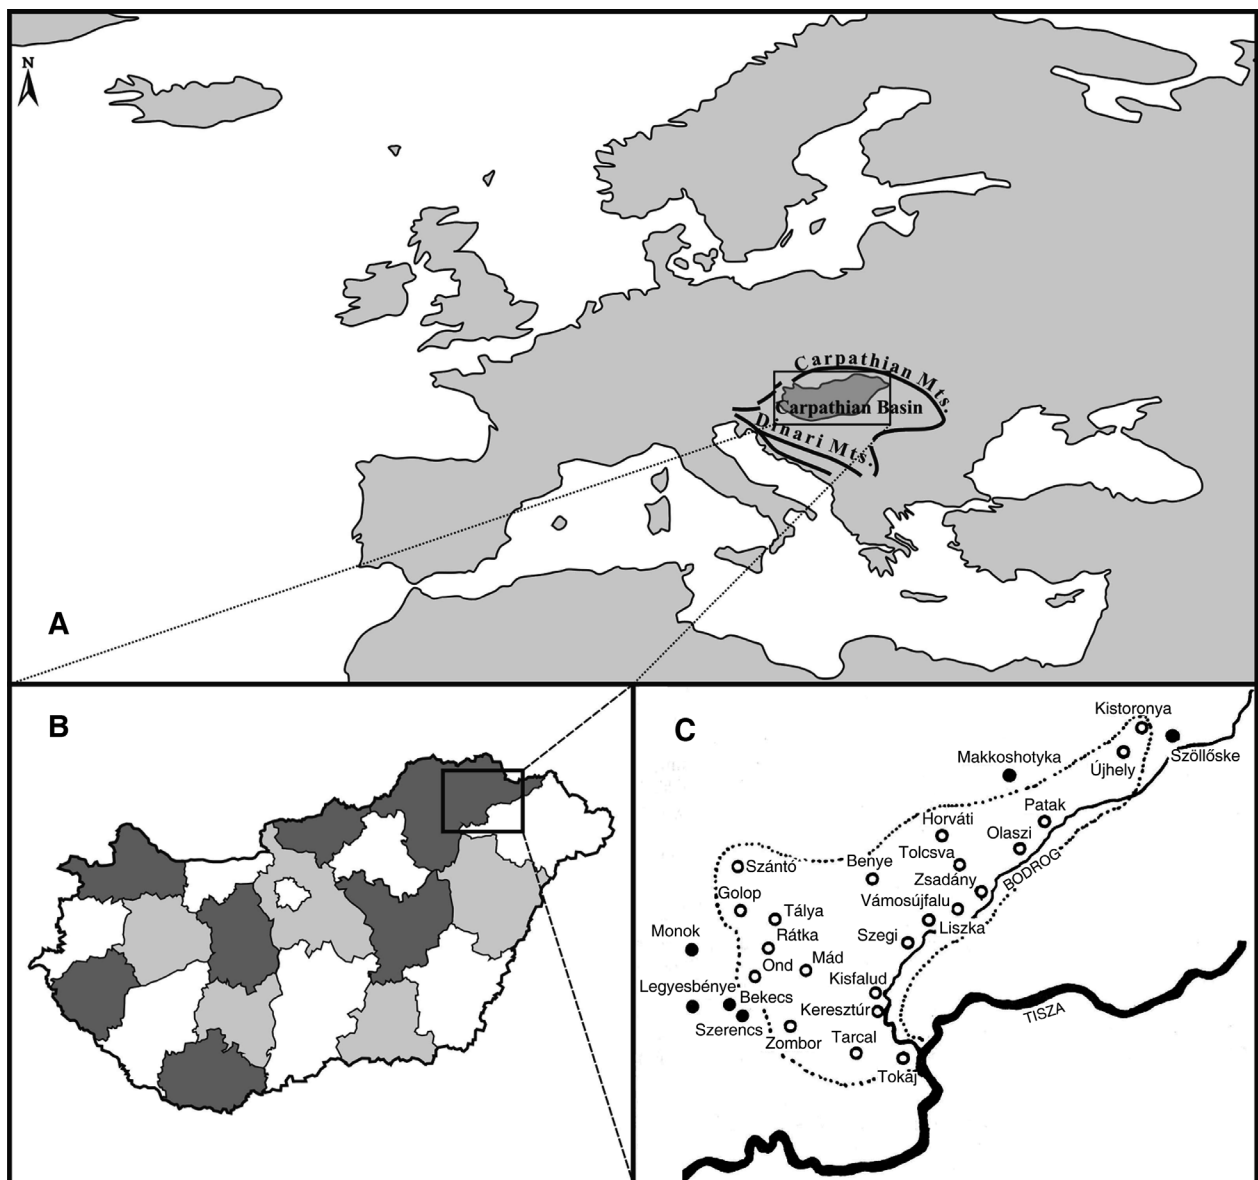 N
Carpathian Mts.
Carpathian Basin
Dinari Mts.
A
B
C
Kistoronya
Szöllőske
Makkoshotyka
Újhely
Patak
Horváti
Olaszi
Tolcsva
BODROG
Benye
Szántó
Zsadány
Vámosújfalu
Golop
Liszka
Tálya
Szegi
Monok
Rátka
Mád
Ond
Kisfalud
Legyesbénye
Bekecs
Keresztúr
Szerencs
TISZA
Zombor
Tarcal
Tokaj